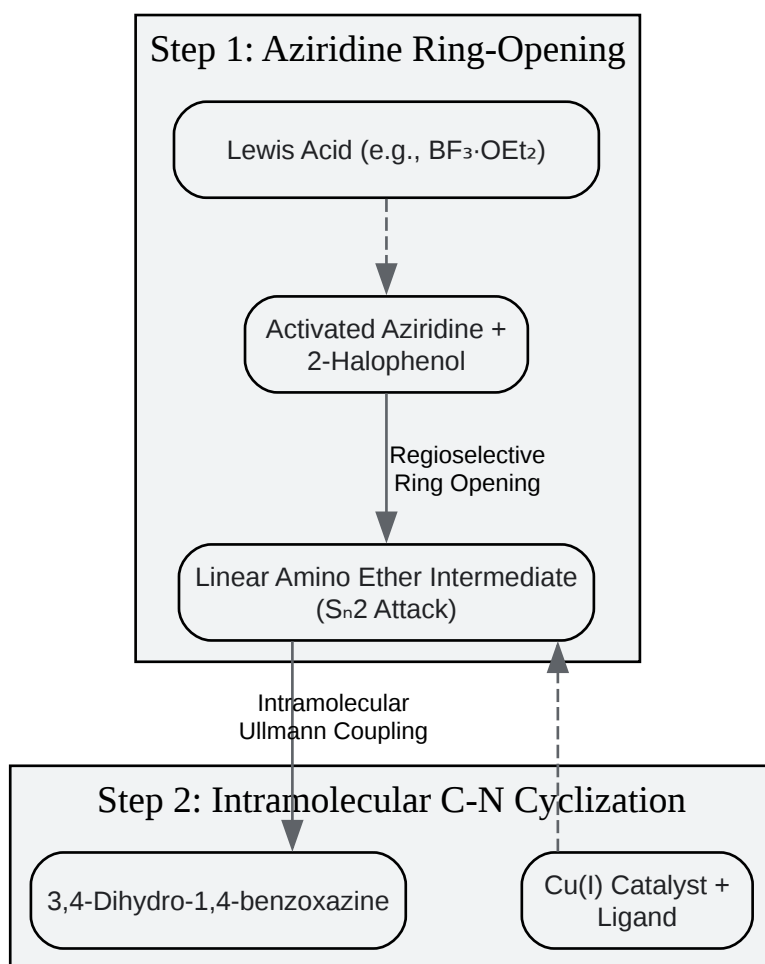 Step 1: Aziridine Ring-Opening
Lewis Acid (e.g., BF₃·OEt₂)
Activated Aziridine +
2-Halophenol
Regioselective
Ring Opening
Linear Amino Ether Intermediate
(Sₙ2 Attack)
Intramolecular
Ullmann Coupling
Step 2: Intramolecular C-N Cyclization
3,4-Dihydro-1,4-benzoxazine
Cu(I) Catalyst +
Ligand